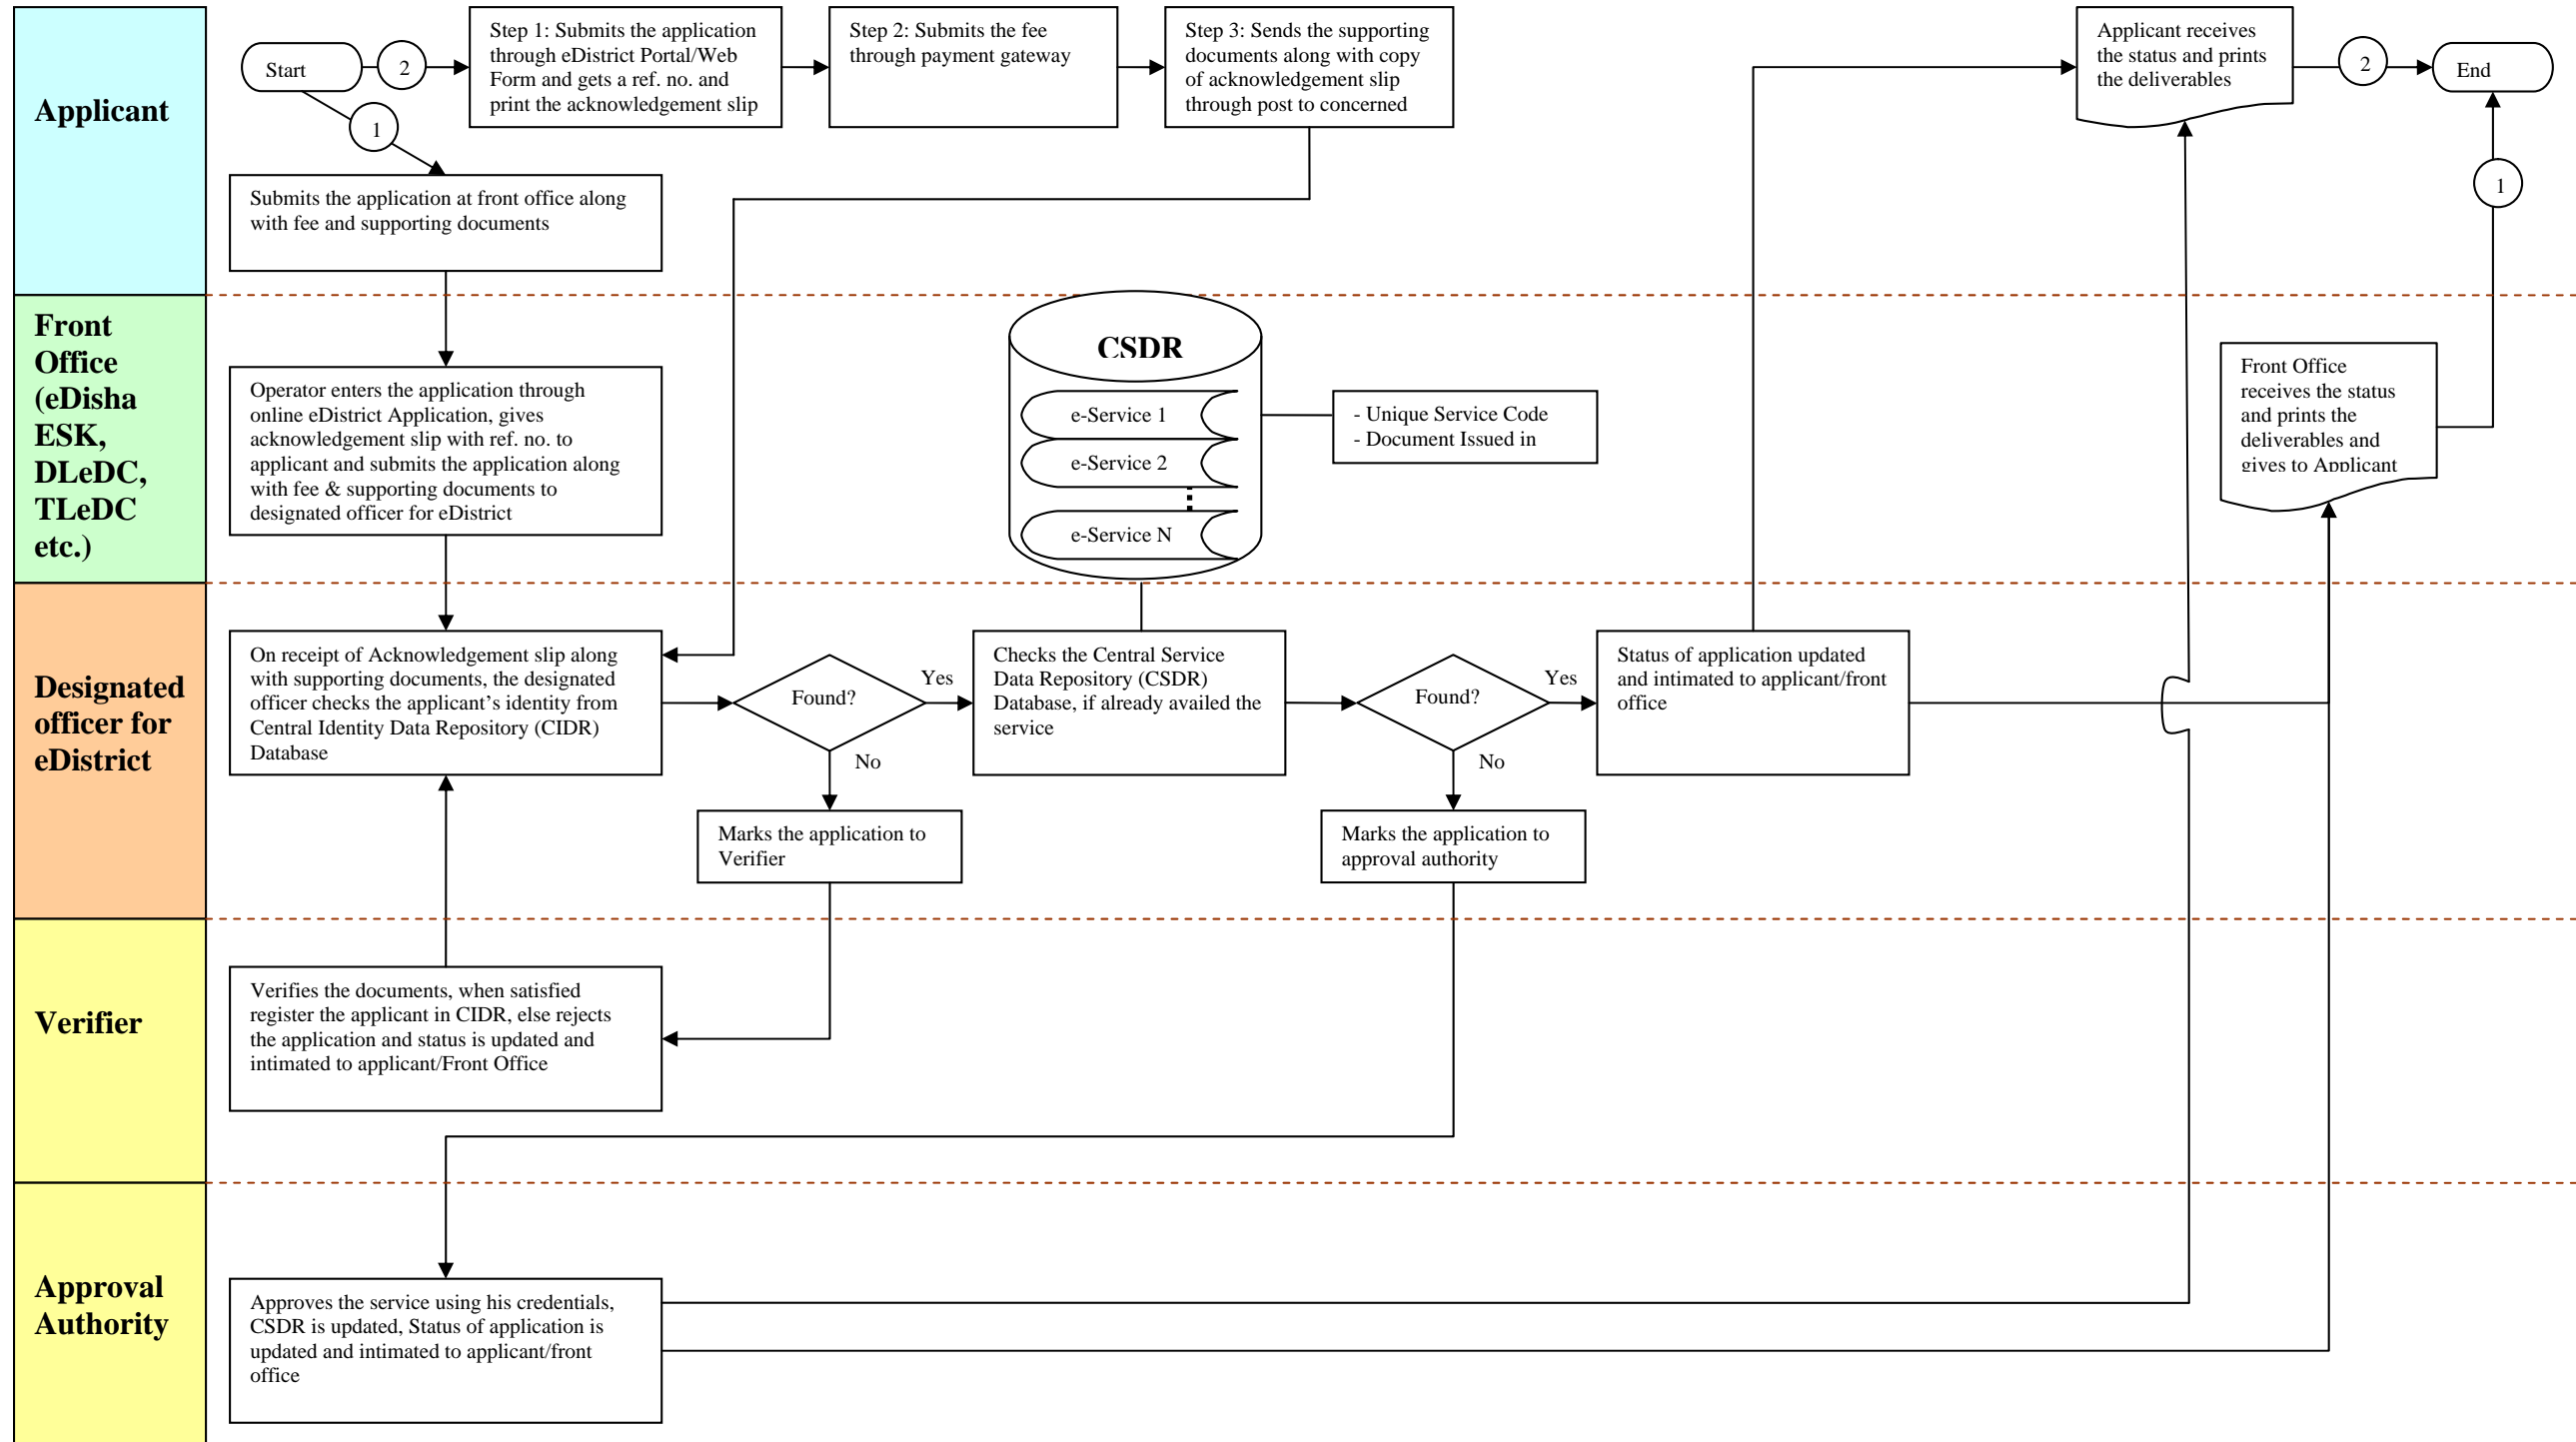 Applicant
Start
2
Step 1: Submits the application
through eDistrict Portal/Web
Form and gets a ref. no. and
print the acknowledgement slip
Step 2: Submits the fee
through payment gateway
Step 3: Sends the supporting
documents along with copy
of acknowledgement slip
through post to concerned
Applicant receives
the status and prints
the deliverables
2
End
1
1
Submits the application at front office along
with fee and supporting documents
Front
Office
(eDisha
ESK,
DLeDC,
TLeDC
etc.)
Operator enters the application through
online eDistrict Application, gives
acknowledgement slip with ref. no. to
applicant and submits the application along
with fee & supporting documents to
designated officer for eDistrict
CSDR
e-Service 1
e-Service 2
e-Service N
- Unique Service Code
- Document Issued in
Front Office
receives the status
and prints the
deliverables and
gives to Applicant
Designated
officer for
eDistrict
On receipt of Acknowledgement slip along
with supporting documents, the designated
officer checks the applicant's identity from
Central Identity Data Repository (CIDR)
Database
Found?
Yes
No
Checks the Central Service
Data Repository (CSDR)
Database, if already availed the
service
Found?
Yes
No
Status of application updated
and intimated to applicant/front
office
Marks the application to
Verifier
Marks the application to
approval authority
Verifier
Verifies the documents, when satisfied
register the applicant in CIDR, else rejects
the application and status is updated and
intimated to applicant/Front Office
Approval
Authority
Approves the service using his credentials,
CSDR is updated, Status of application is
updated and intimated to applicant/front
office